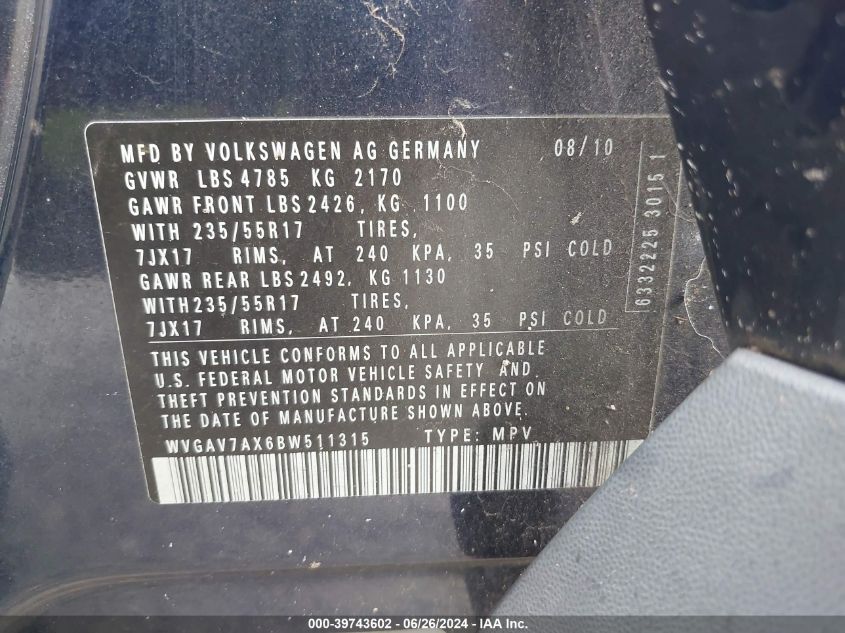 MFD BY VOLKSWAGEN AG GERMANY 08/10
GVWR LBS 4785 KG 2170
GAWR FRONT LBS 2426, KG 1100
WITH 235/55R17 TIRES,
7JX17 RIMS, AT 240 KPA, 35 PSI COLD
GAWR REAR LBS 2492, KG 1130
WITH235/55R17 TIRES,
7JX17 RIMS, AT 240 KPA, 35 PSI COLD
THIS VEHICLE CONFORMS TO ALL APPLICABLE
U.S. FEDERAL MOTOR VEHICLE SAFETY AND
THEFT PREVENTION STANDARDS IN EFFECT ON
THE DATE OF MANUFACTURE SHOWN ABOVE.
WVGAV7AX6BW511315 TYPE: MPV
6332225 3015 1
000-39743602 - 06/26/2024 - IAA Inc.